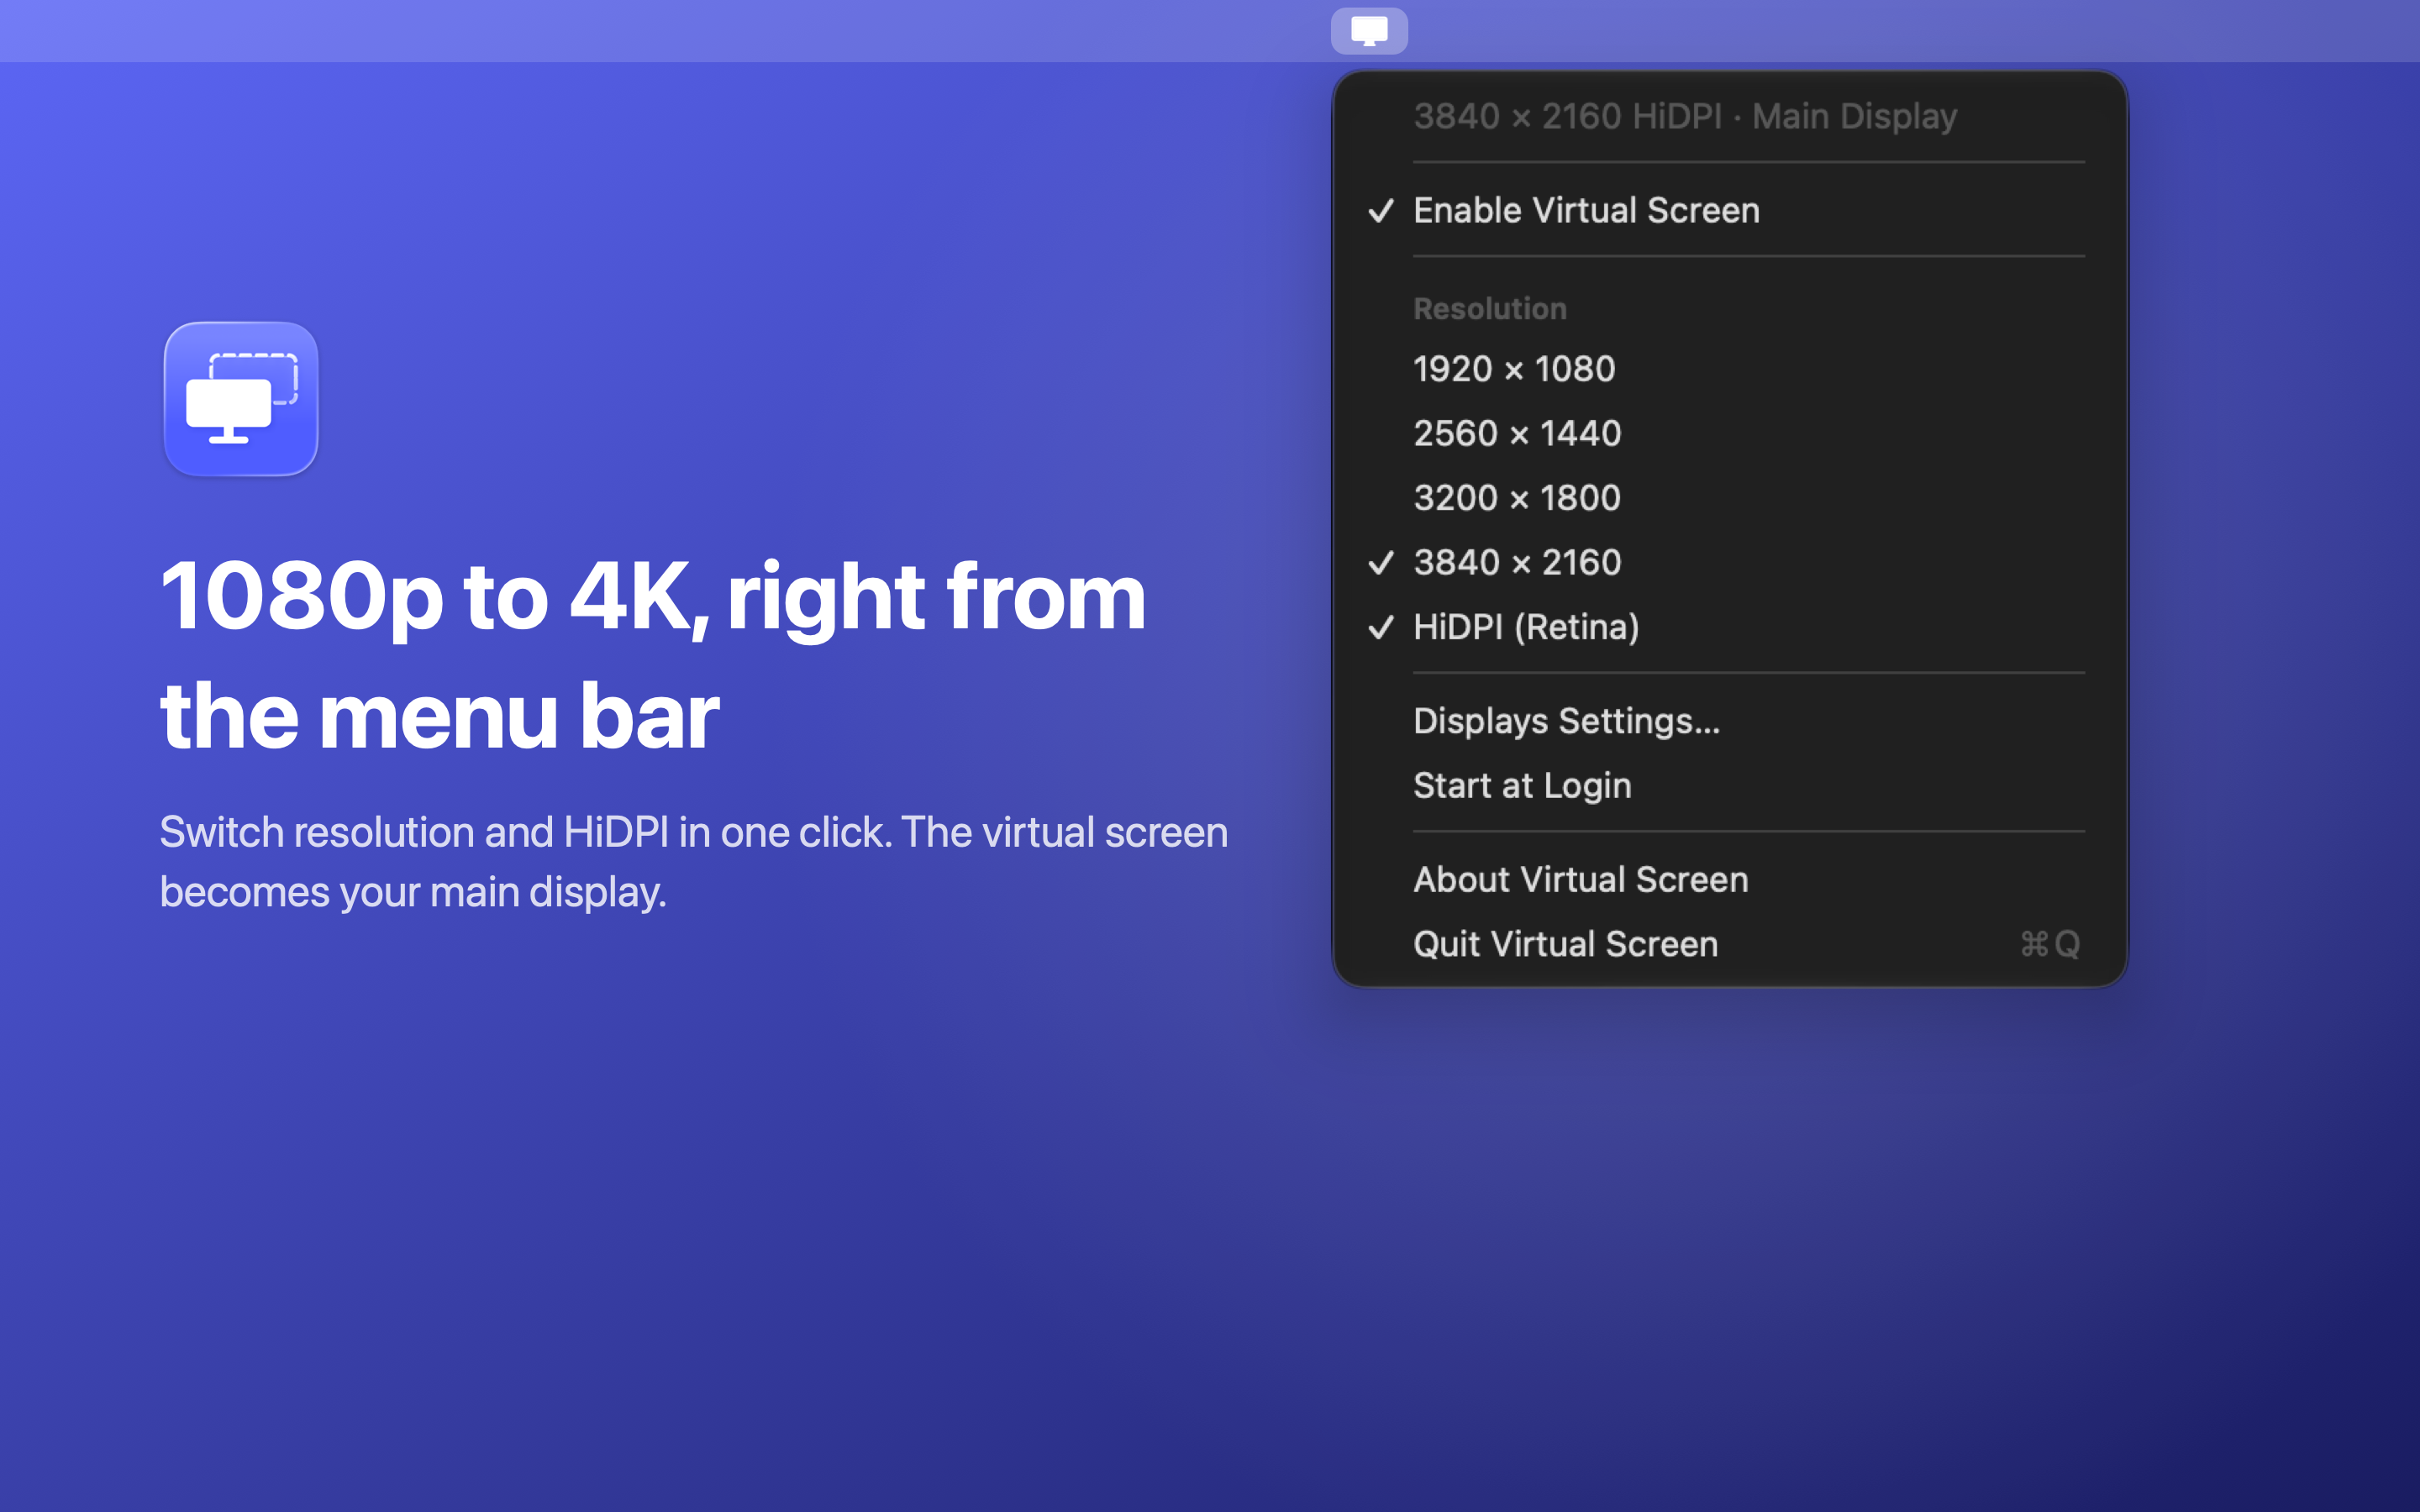 1080p to 4K, right from
the menu bar
Switch resolution and HiDPI in one click. The virtual screen
becomes your main display.
3840 × 2160 HiDPI · Main Display
✓ Enable Virtual Screen
Resolution
1920 × 1080
2560 × 1440
3200 × 1800
✓ 3840 × 2160
✓ HiDPI (Retina)
Displays Settings...
Start at Login
About Virtual Screen
Quit Virtual Screen ⌘Q